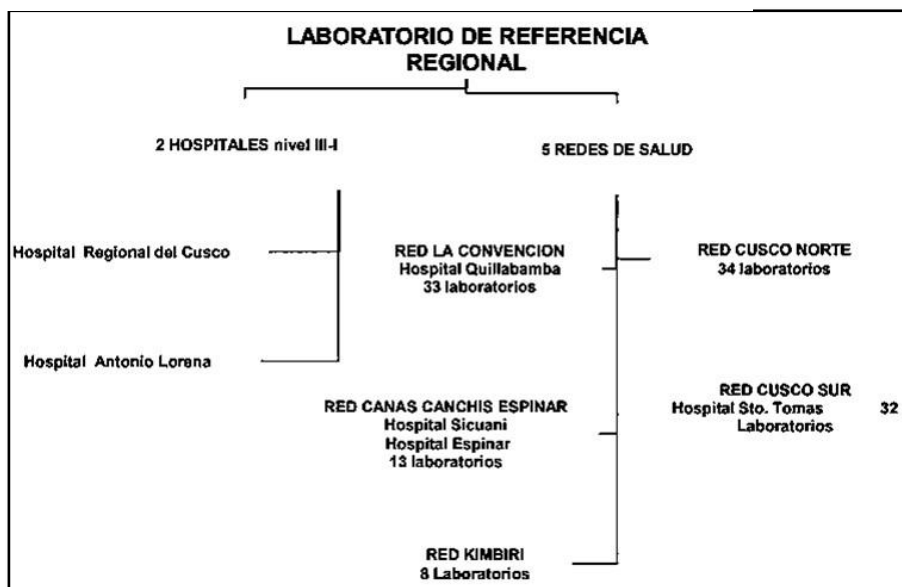 LABORATORIO DE REFERENCIA
REGIONAL
2 HOSPITALES nivel III-I
5 REDES DE SALUD
Hospital Regional del Cusco
Hospital Antonio Lorena
RED LA CONVENCION
Hospital Quillabamba
33 laboratorios
RED CUSCO NORTE
34 laboratorios
RED CANAS CANCHIS ESPINAR
Hospital Sicuani
Hospital Espinar
13 laboratorios
RED CUSCO SUR
Hospital Sto. Tomas 32
Laboratorios
RED KIMBIRI
8 Laboratorios